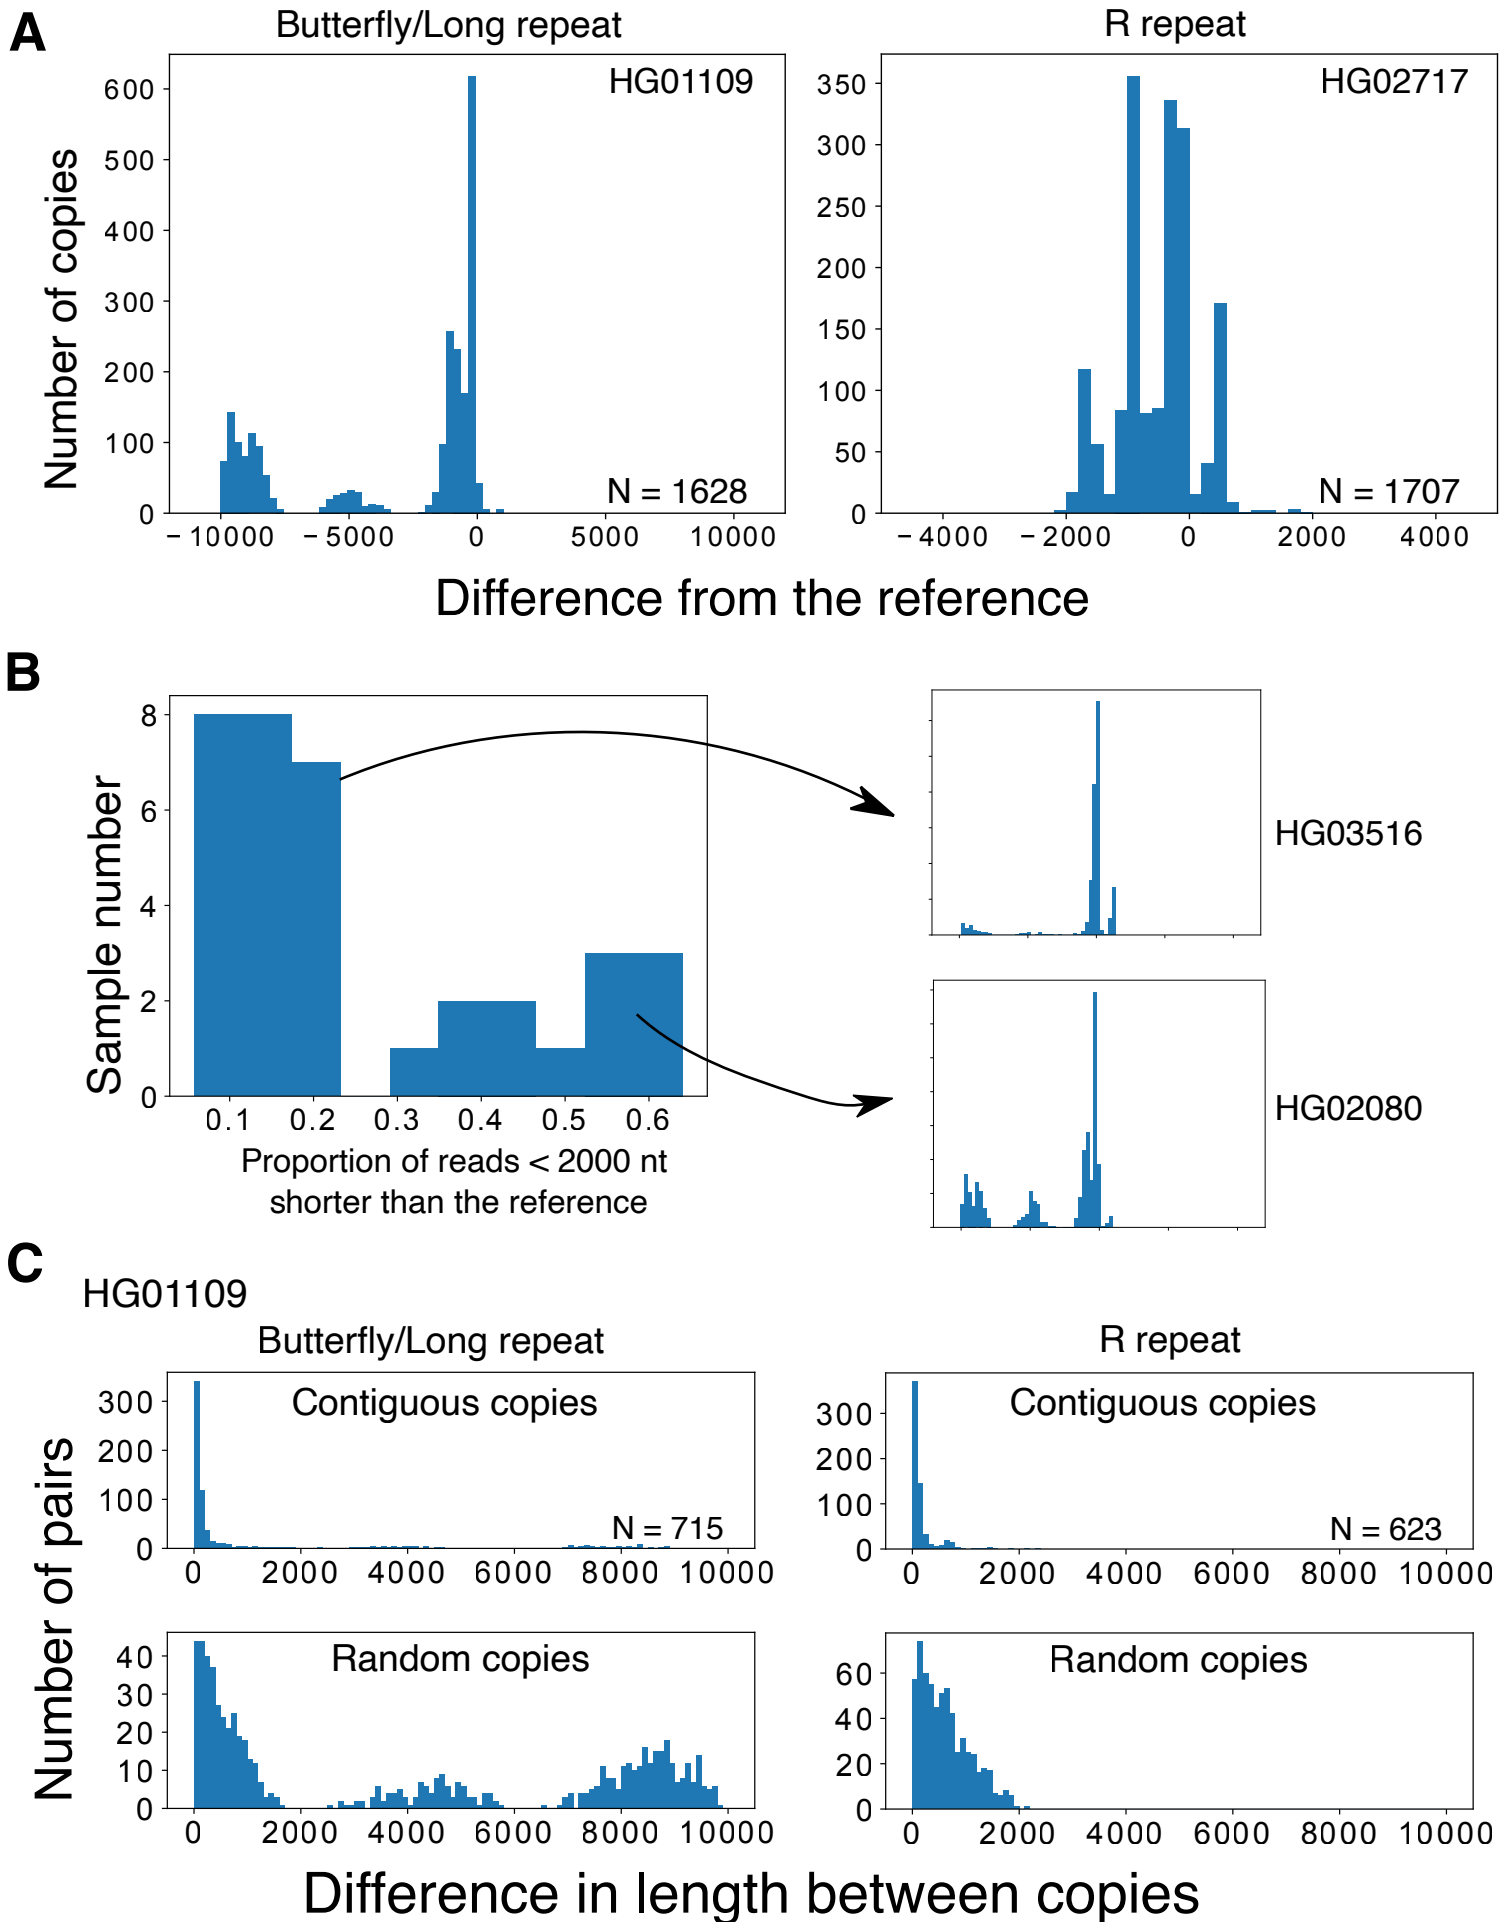 A
Butterfly/Long repeat
R repeat
Number of copies
600
500
400
300
200
100
0
HG01109
N = 1628
−10000 −5000 0 5000 10000
350
300
250
200
150
100
50
0
HG02717
N = 1707
−4000 −2000 0 2000 4000
Difference from the reference
B
Sample number
8
6
4
2
0
0.1 0.2 0.3 0.4 0.5 0.6
Proportion of reads < 2000 nt
shorter than the reference
HG03516
HG02080
C
HG01109
Butterfly/Long repeat
R repeat
Number of pairs
Contiguous copies
300
200
100
0
N = 715
0 2000 4000 6000 8000 10000
Contiguous copies
300
200
100
0
N = 623
0 2000 4000 6000 8000 10000
Random copies
40
30
20
10
0
0 2000 4000 6000 8000 10000
Random copies
60
40
20
0
0 2000 4000 6000 8000 10000
Difference in length between copies